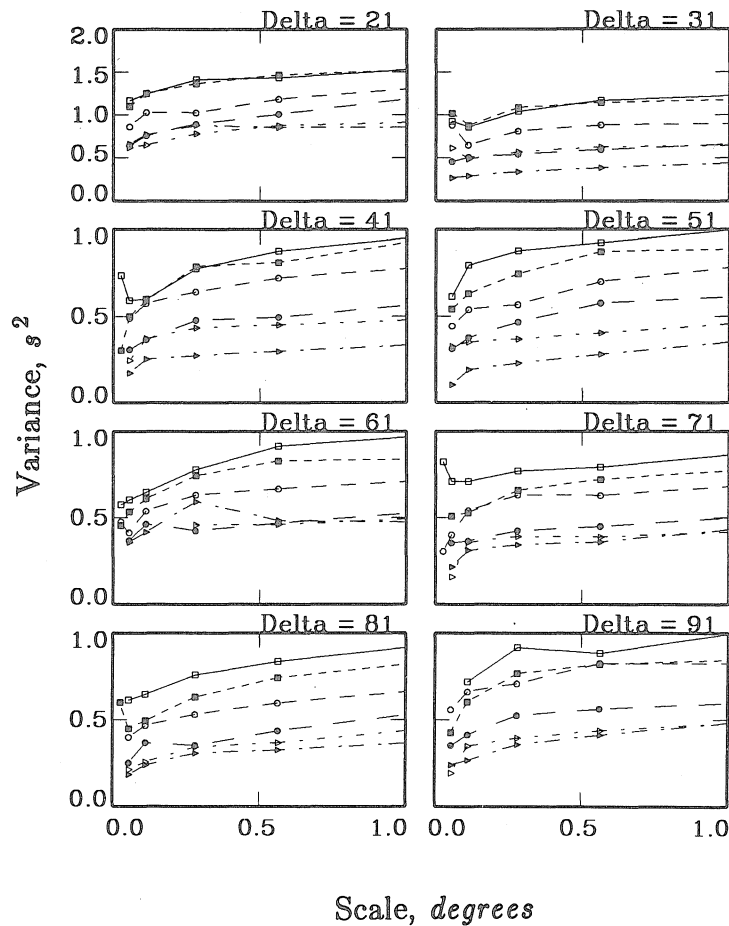 Delta = 21
Delta = 31
2.0
1.5
1.0
0.5
0.0
Delta = 41
Delta = 51
1.0
0.5
0.0
Delta = 61
Delta = 71
1.0
0.5
0.0
Delta = 81
Delta = 91
1.0
0.5
0.0
0.0 0.5 1.0
0.0 0.5 1.0
Variance, s²
Scale, degrees